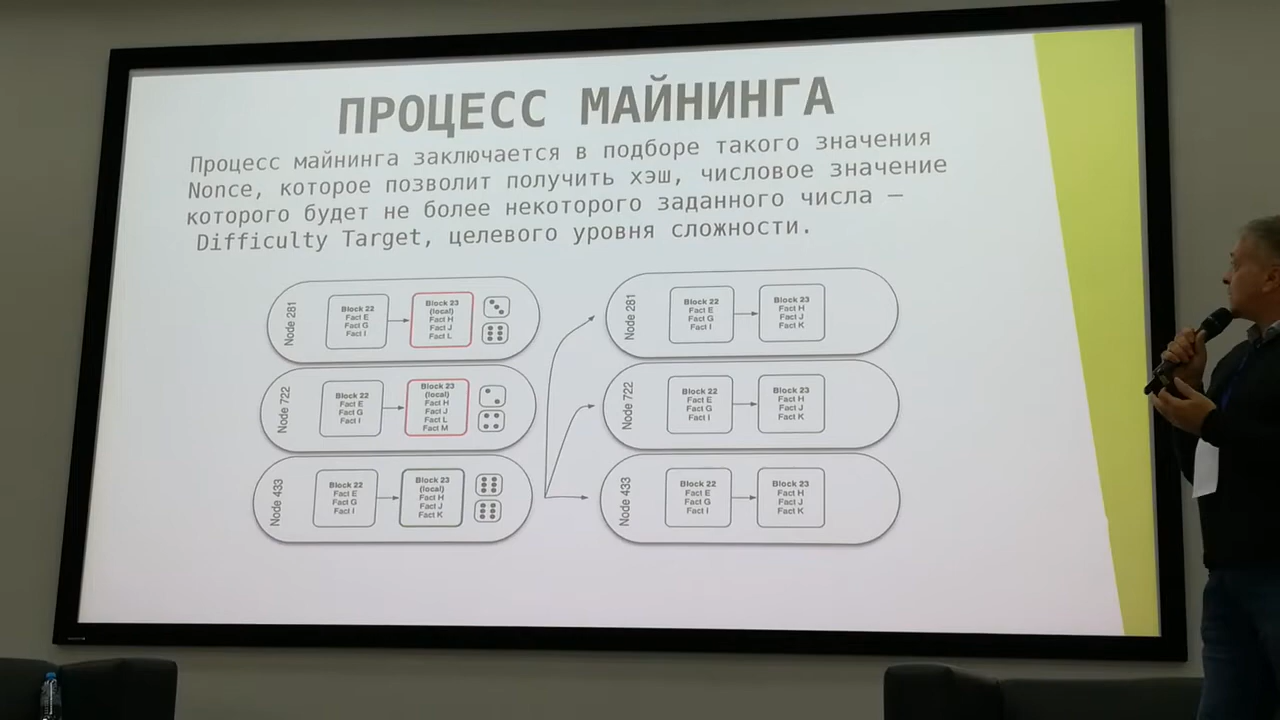 ПРОЦЕСС МАЙНИНГА
Процесс майнинга заключается в подборе такого значения
Nonce, которое позволит получить хэш, числовое значение
которого будет не более некоторого заданного числа –
Difficulty Target, целевого уровня сложности.
Node 281
Block 22
Fact E
Fact G
Fact I
Block 23
(local)
Fact H
Fact J
Fact L
Node 722
Block 22
Fact E
Fact G
Fact I
Block 23
(local)
Fact H
Fact J
Fact L
Fact M
Node 433
Block 22
Fact E
Fact G
Fact I
Block 23
(local)
Fact H
Fact J
Fact K
Node 281
Block 22
Fact E
Fact G
Fact I
Block 23
Fact H
Fact J
Fact K
Node 722
Block 22
Fact E
Fact G
Fact I
Block 23
Fact H
Fact J
Fact K
Node 433
Block 22
Fact E
Fact G
Fact I
Block 23
Fact H
Fact J
Fact K